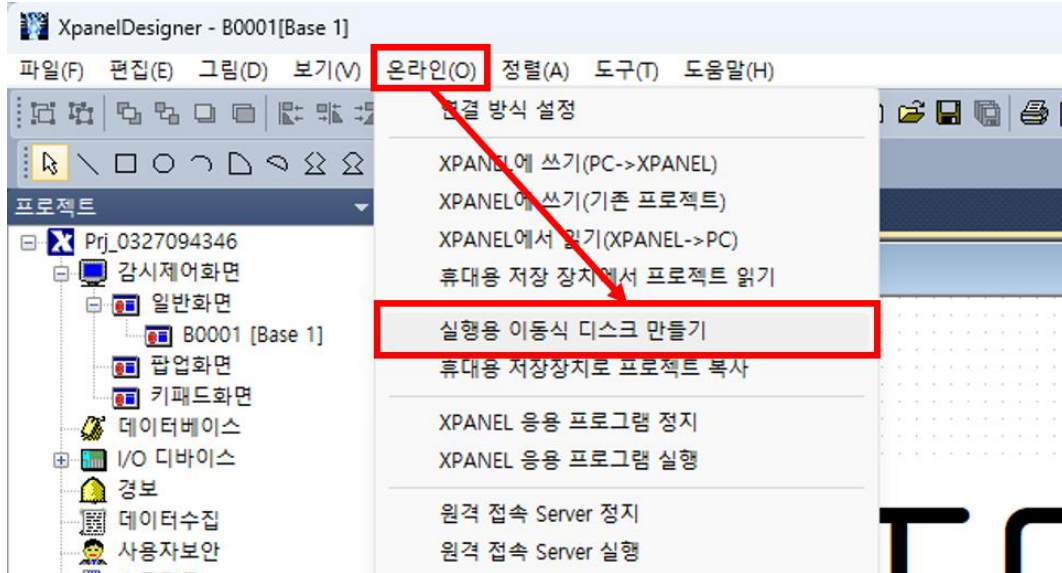 XpanelDesigner - B0001[Base 1]
파일(F) 편집(E) 그림(D) 보기(V) 온라인(O) 정렬(A) 도구(T) 도움말(H)
연결 방식 설정
XPANEL에 쓰기(PC->XPANEL)
XPANEL에 쓰기(기존 프로젝트)
XPANEL에서 읽기(XPANEL->PC)
휴대용 저장 장치에서 프로젝트 읽기
실행용 이동식 디스크 만들기
휴대용 저장장치로 프로젝트 복사
XPANEL 응용 프로그램 정지
XPANEL 응용 프로그램 실행
원격 접속 Server 정지
원격 접속 Server 실행
프로젝트
Prj_0327094346
감시제어화면
일반화면
B0001 [Base 1]
팝업화면
키패드화면
데이터베이스
I/O 디바이스
경보
데이터수집
사용자보안